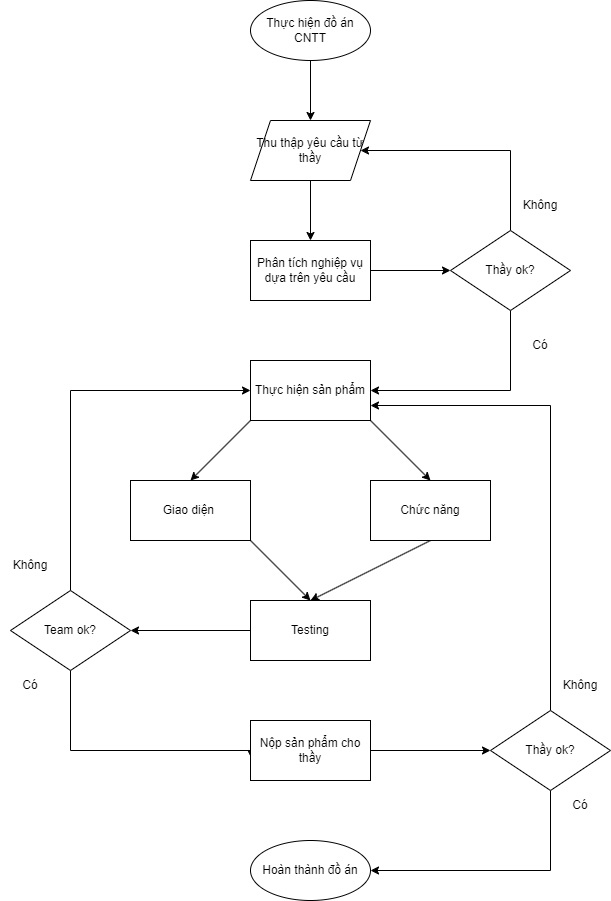 Thực hiện đồ án
CNTT
Thu thập yêu cầu từ
thầy
Không
Phân tích nghiệp vụ
dựa trên yêu cầu
Thầy ok?
Có
Thực hiện sản phẩm
Giao diện
Chức năng
Không
Team ok?
Testing
Có
Không
Nộp sản phẩm cho
thầy
Thầy ok?
Có
Hoàn thành đồ án